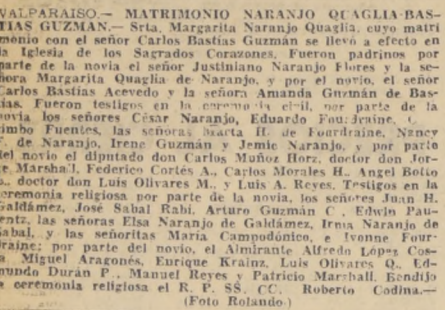 VALPARAISO.— MATRIMONIO NARANJO QUAGLIA-BAS-
TIAS GUZMAN.— Srta. Margarita Naranjo Quaglia, cuyo matri
monio con el señor Carlos Bastías Guzmán se llevó a efecto en
la Iglesia de los Sagrados Corazones. Fueron padrinos por
parte de la novia el señor Justiniano Naranjo Flores y la se-
ñora Margarita Quaglia de Naranjo, y por el novio, el señor
Carlos Bastías Acevedo y la señora Amanda Guzmán de Bas-
tías. Fueron testigos en la ceremonia civil, por parte de la
novia los señores César Naranjo, Eduardo Fourdraine,
imbo Fuentes, las señoras H. de Fourdraine, Nancy
F. de Naranjo, Irene Guzmán y Jemie Naranjo, y por parte
del novio el diputado don Carlos Muñoz Horz, doctor don Jor-
ge Marshall, Federico Cortés A., Carlos Morales H., Angel Botto
, doctor don Luis Olivares M., y Luis A. Reyes. Testigos en la
ceremonia religiosa por parte de la novia, los señores Juan H.
Galdámez, José Sabal Rabi, Arturo Guzmán C., Edwin Pau-
entz, las señoras Elsa Naranjo de Galdámez, Irma Naranjo de
Sabal, y las señoritas María Campodónico, e Ivonne Four-
draine; por parte del novio, el Almirante Alfredo López Cos-
ta, Miguel Aragonés, Enrique Krainz, Luis Olivares Q., Ed-
mundo Durán P., Manuel Reyes y Patricio Marshall. Bendijo
a ceremonia religiosa el R. P. SS. CC. Roberto Codina.—
(Foto Rolando)